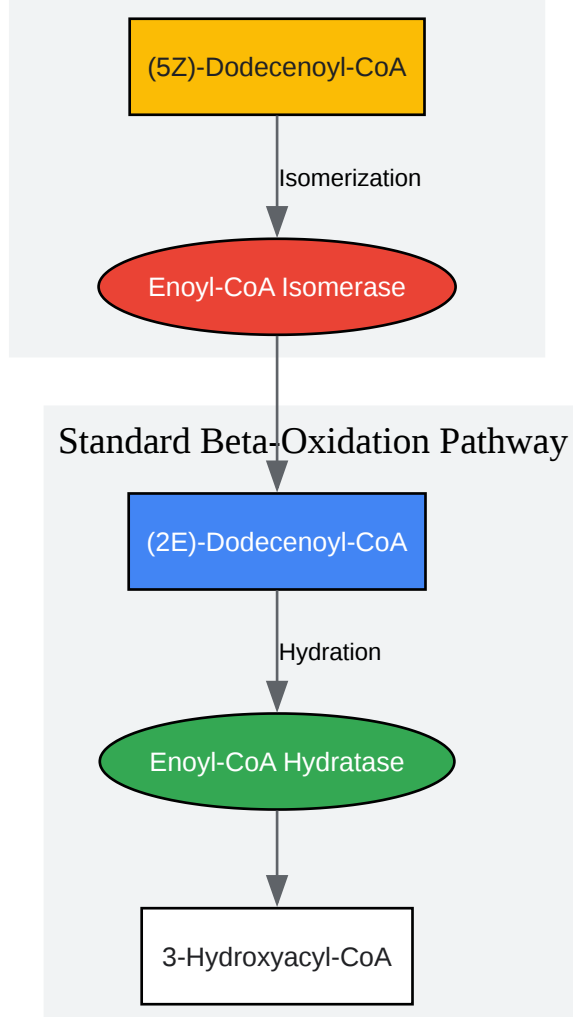 (5Z)-Dodecenoyl-CoA
Isomerization
Enoyl-CoA Isomerase
Standard Beta-Oxidation Pathway
(2E)-Dodecenoyl-CoA
Hydration
Enoyl-CoA Hydratase
3-Hydroxyacyl-CoA